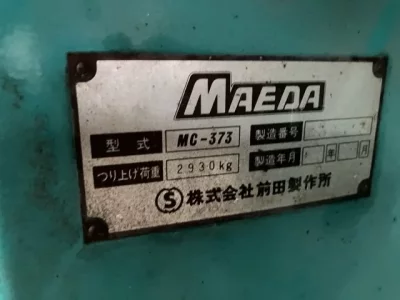 MAEDA
型式 MC-373 製造番号
つり上げ荷重 2930kg 製造年月 年 月
Ⓢ株式会社前田製作所